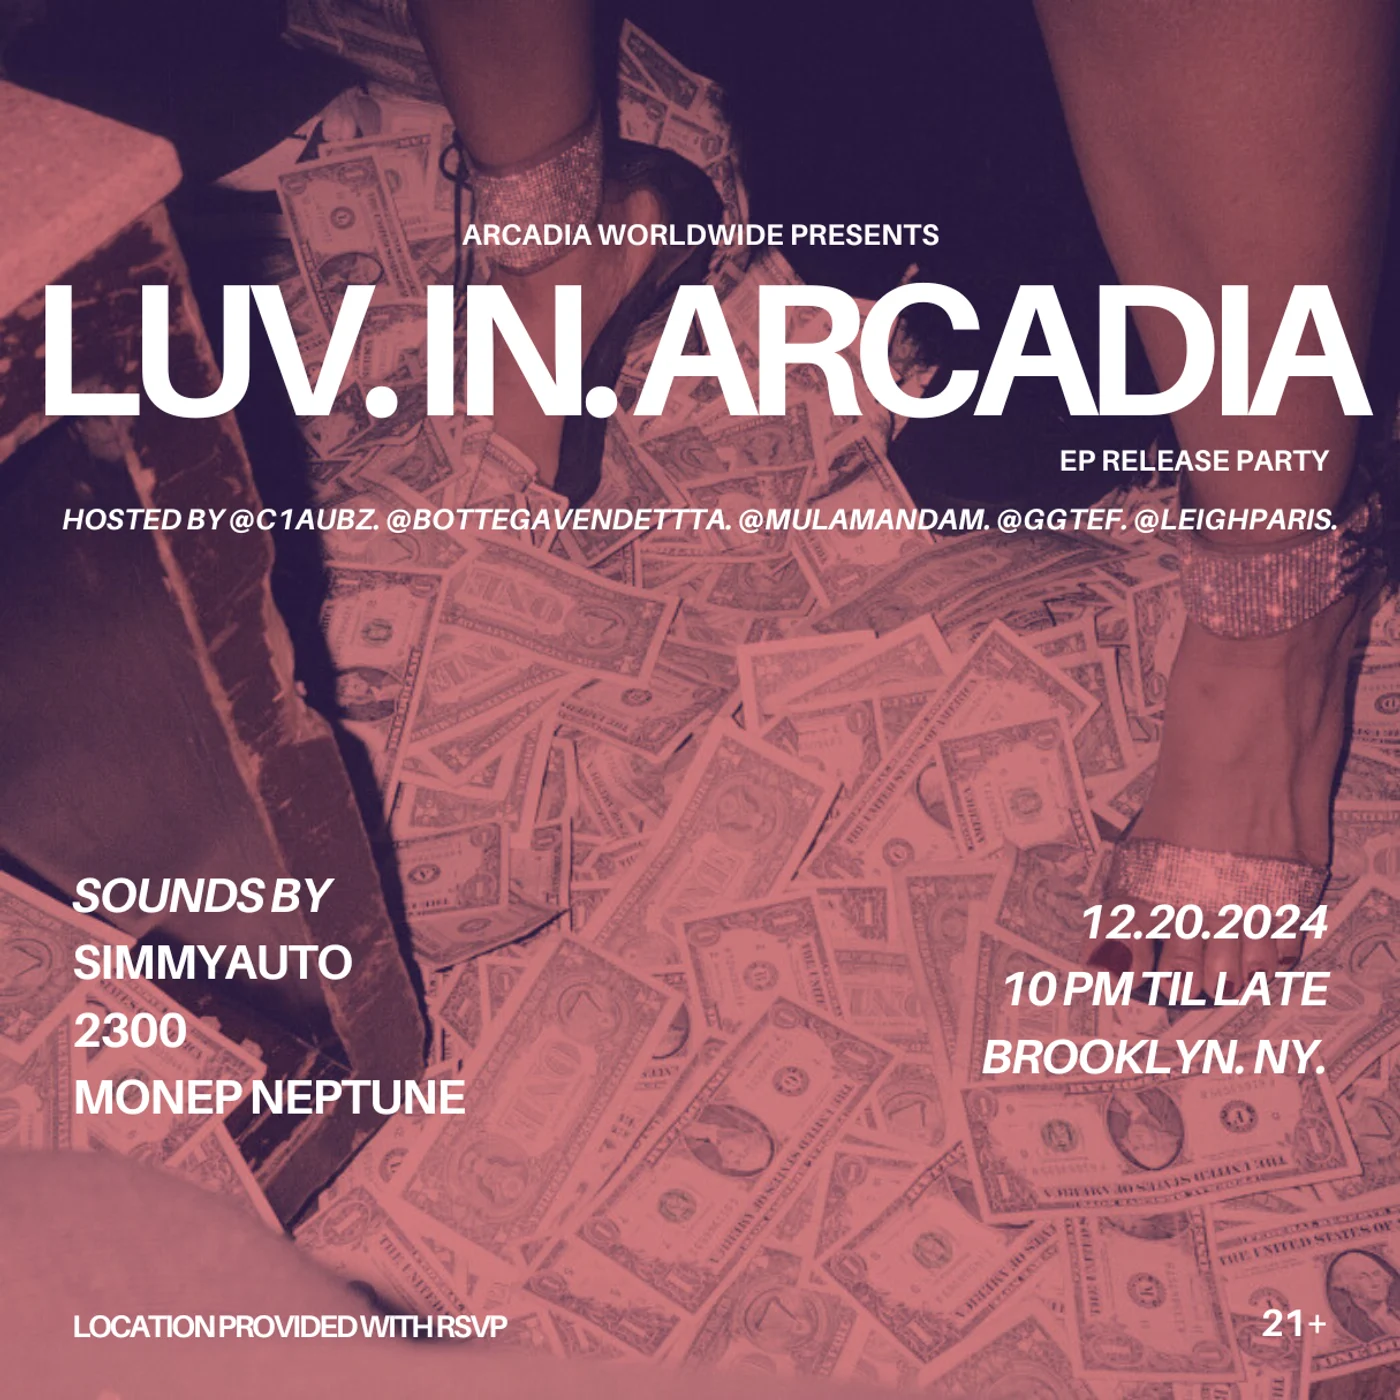 ARCADIA WORLDWIDE PRESENTS
LUV. IN. ARCADIA
EP RELEASE PARTY
HOSTED BY @C1AUBZ. @BOTTEGAVENDETTTA. @MULAMANDAM. @GGTEF. @LEIGHPARIS.
SOUNDS BY
SIMMYAUTO
2300
MONEP NEPTUNE
12.20.2024
10 PM TIL LATE
BROOKLYN. NY.
LOCATION PROVIDED WITH RSVP
21+